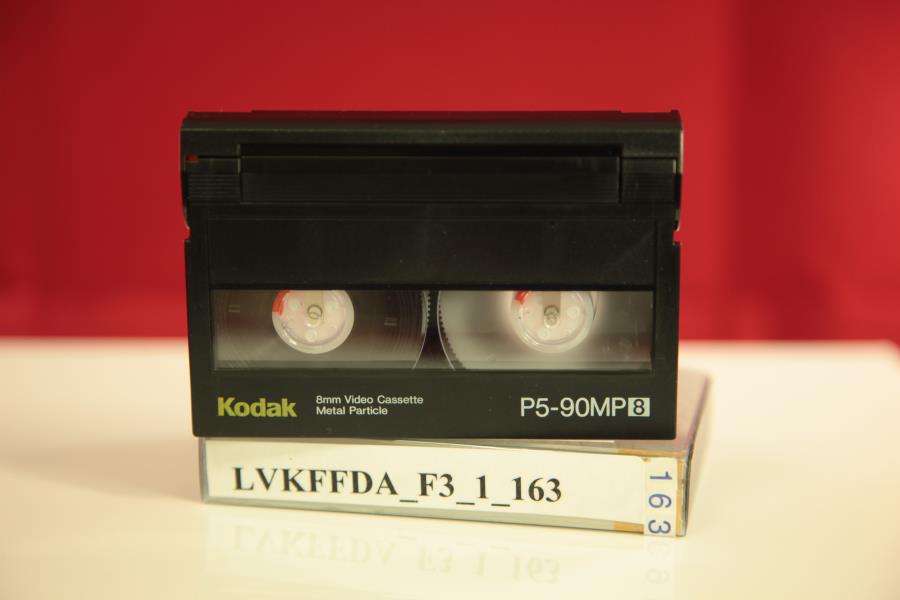 Kodak
8mm Video Cassette
Metal Particle
P5-90MP8
LVKFFDA_F3_1_163
163